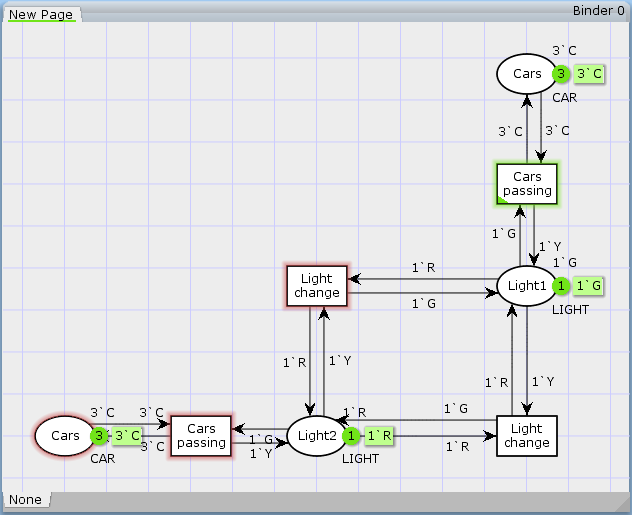 New Page
Binder 0
3`C
Cars
3
3`C
CAR
3`C
3`C
Cars
passing
1`G
1`Y
1`G
Light1
1
1`G
LIGHT
Light
change
1`R
1`G
1`R
1`Y
1`R
1`Y
3`C
3`C
Cars
3
3`C
CAR
3`C
Cars
passing
1`G
1`Y
1`R
Light2
1
1`R
LIGHT
1`G
1`R
Light
change
None